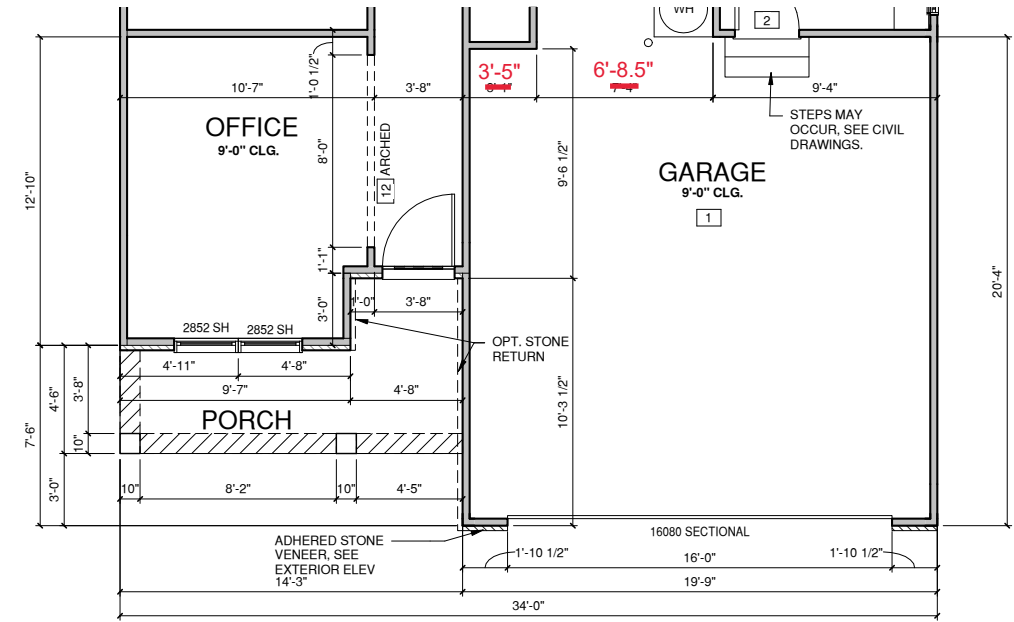 WH
2
3'-5"
6'-8.5"
1'-0 1/2"
10'-7"
3'-8"
9'-4"
OFFICE
9'-0" CLG.
STEPS MAY
OCCUR, SEE CIVIL
DRAWINGS.
8'-0"
12 ARCHED
9'-6 1/2"
GARAGE
9'-0" CLG.
1
12'-10"
1'-1"
3'-0"
1'-0"
3'-8"
20'-4"
2852 SH
2852 SH
OPT. STONE
RETURN
4'-11"
4'-8"
9'-7"
4'-8"
3'-8"
4'-6"
7'-6"
10"
3'-0"
PORCH
10'-3 1/2"
10"
8'-2"
10"
4'-5"
16080 SECTIONAL
ADHERED STONE
VENEER, SEE
EXTERIOR ELEV
1'-10 1/2"
16'-0"
1'-10 1/2"
14'-3"
19'-9"
34'-0"